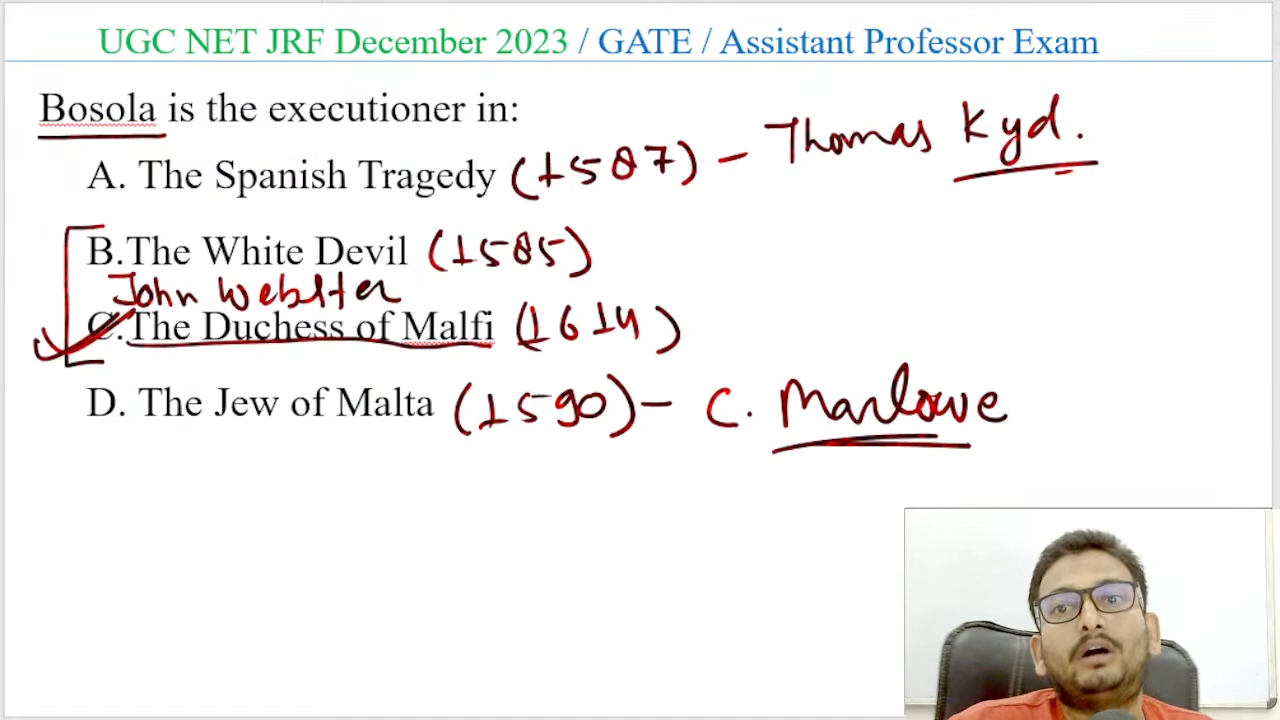 UGC NET JRF December 2023 / GATE / Assistant Professor Exam
Bosola is the executioner in:
A. The Spanish Tragedy (1587) – Thomas Kyd.
B.The White Devil (1585)
John Webster
C.The Duchess of Malfi (1614)
D. The Jew of Malta (1590) – C. Marlowe